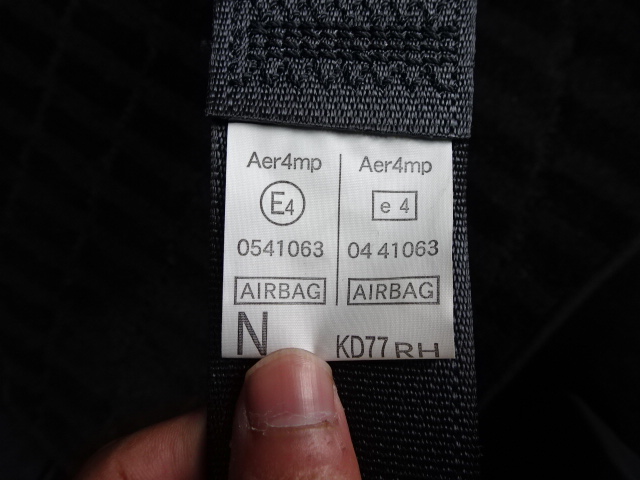 Aer4mp Aer4mp
E4 e 4
0541063 04 41063
AIRBAG AIRBAG
N KD77 RH